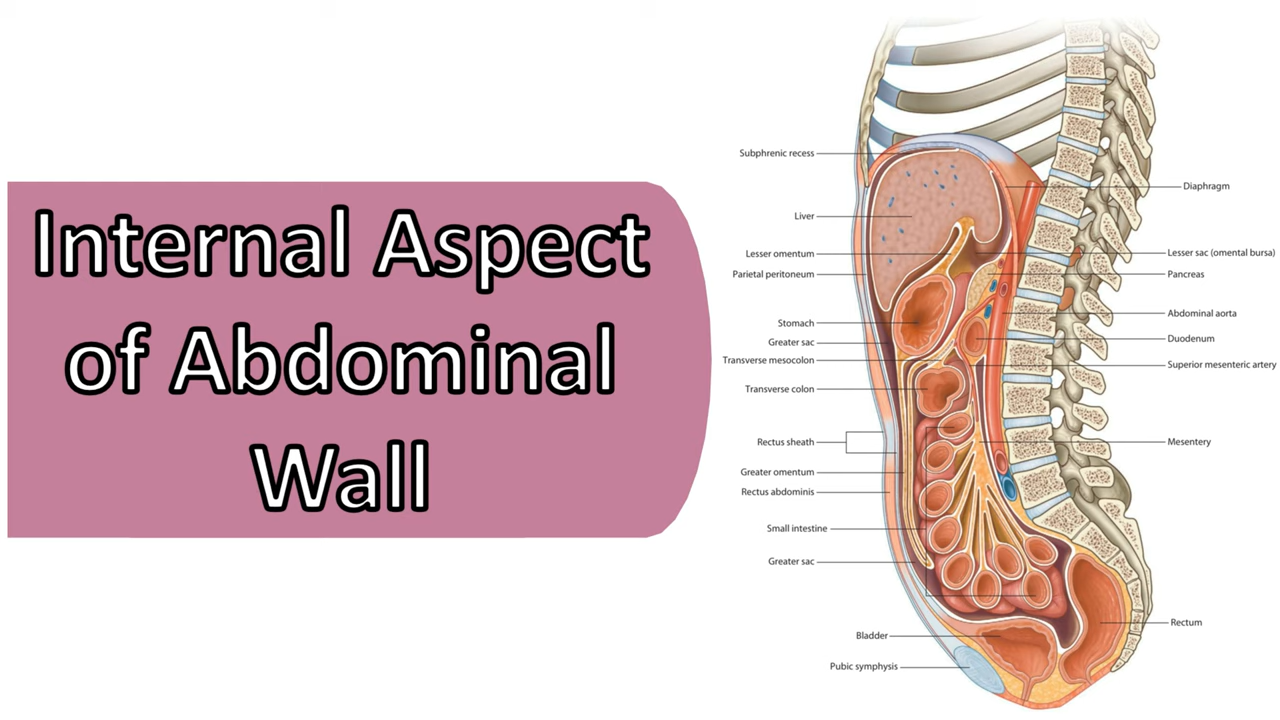 Internal Aspect
of Abdominal
Wall
Subphrenic recess
Liver
Lesser omentum
Parietal peritoneum
Stomach
Greater sac
Transverse mesocolon
Transverse colon
Rectus sheath
Greater omentum
Rectus abdominis
Small intestine
Greater sac
Bladder
Pubic symphysis
Diaphragm
Lesser sac (omental bursa)
Pancreas
Abdominal aorta
Duodenum
Superior mesenteric artery
Mesentery
Rectum